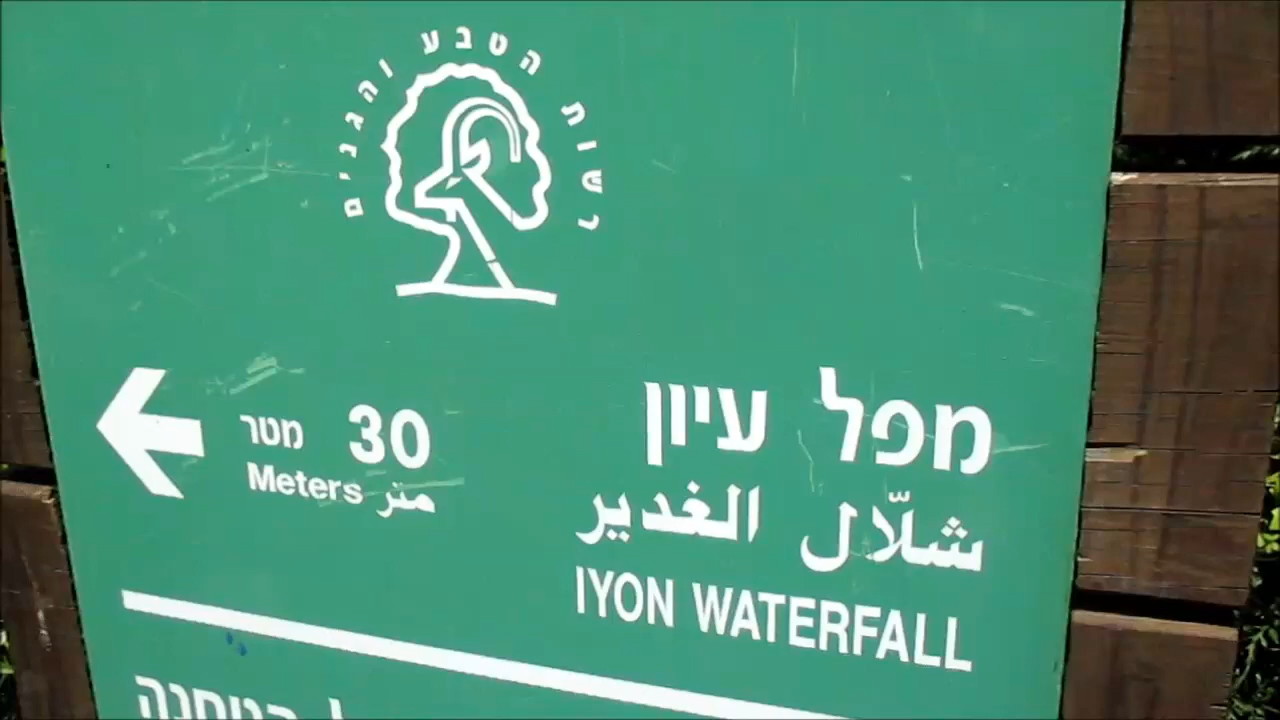 רשות הטבע והגנים
מפל עיון
شلّال الغدير
IYON WATERFALL
30 מטר
Meters متر